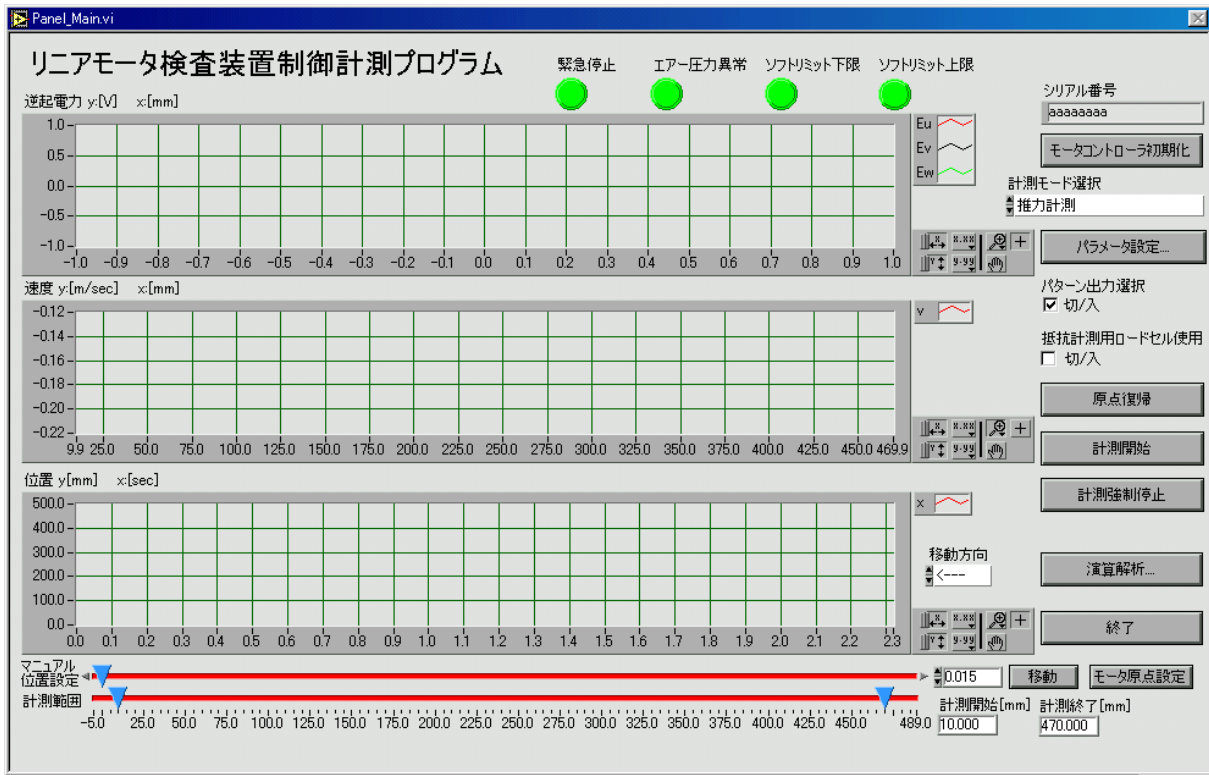 Panel_Main.vi
リニアモータ検査装置制御計測プログラム
緊急停止 エアー圧力異常 ソフトリミット下限 ソフトリミット上限
シリアル番号
aaaaaaaa
モータコントローラ初期化
計測モード選択
推力計測
パラメータ設定...
パターン出力選択
切/入
抵抗計測用ロードセル使用
切/入
原点復帰
計測開始
計測強制停止
演算解析...
終了
逆起電力 y:[V] x:[mm]
1.0
0.5
0.0
-0.5
-1.0
-1.0 -0.9 -0.8 -0.7 -0.6 -0.5 -0.4 -0.3 -0.2 -0.1 0.0 0.1 0.2 0.3 0.4 0.5 0.6 0.7 0.8 0.9 1.0
Eu
Ev
Ew
速度 y:[m/sec] x:[mm]
-0.12
-0.14
-0.16
-0.18
-0.20
-0.22
9.9 25.0 50.0 75.0 100.0 125.0 150.0 175.0 200.0 225.0 250.0 275.0 300.0 325.0 350.0 375.0 400.0 425.0 450.0 469.9
v
位置 y[mm] x:[sec]
500.0
400.0
300.0
200.0
100.0
0.0
0.0 0.1 0.2 0.3 0.4 0.5 0.6 0.7 0.8 0.9 1.0 1.1 1.2 1.3 1.4 1.5 1.6 1.7 1.8 1.9 2.0 2.1 2.2 2.3
x
移動方向
<---
マニュアル
位置設定
0.015 移動 モータ原点設定
計測範囲
-5.0 25.0 50.0 75.0 100.0 125.0 150.0 175.0 200.0 225.0 250.0 275.0 300.0 325.0 350.0 375.0 400.0 425.0 450.0 489.0
計測開始[mm] 計測終了[mm]
10.000 470.000